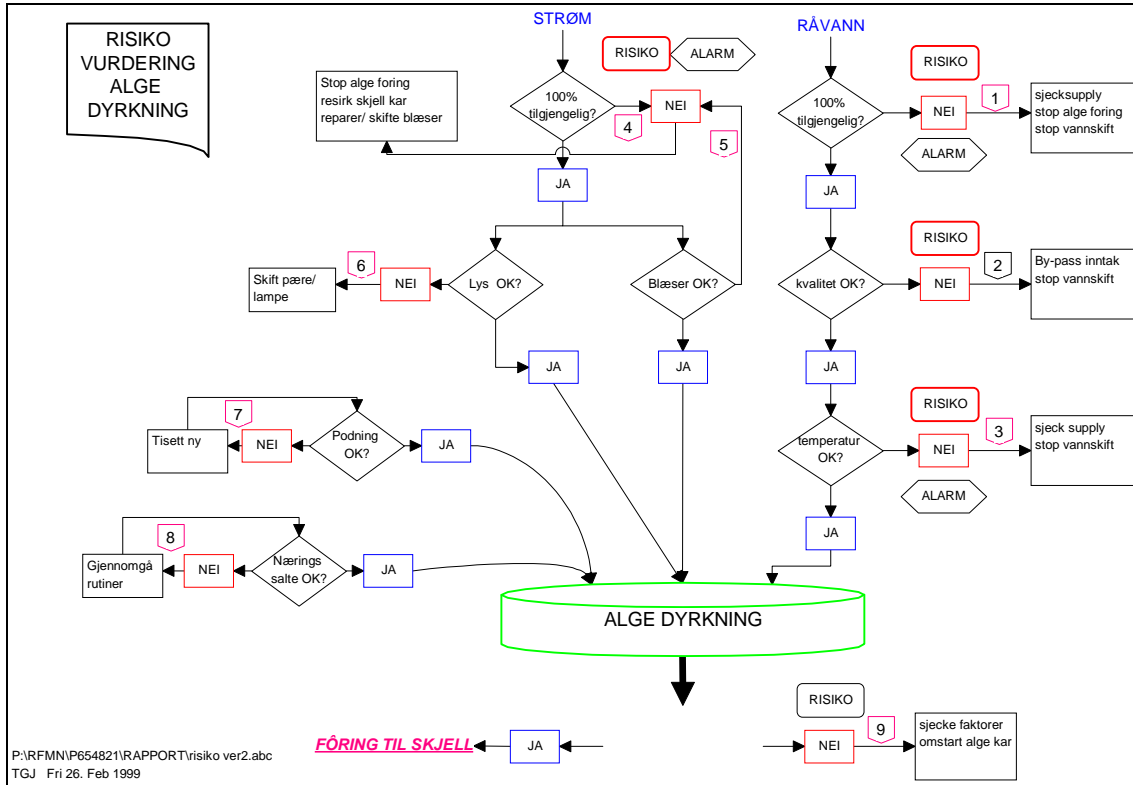 RISIKO
VURDERING
ALGE
DYRKNING
STRØM
RISIKO
ALARM
Stop alge foring
resirk skjell kar
reparer/ skifte blæser
100%
tilgjengelig?
4
NEI
5
JA
6
Skift pære/
lampe
NEI
Lys OK?
Blæser OK?
JA
JA
RÅVANN
RISIKO
100%
tilgjengelig?
NEI
1
sjecksupply
stop alge foring
stop vannskift
ALARM
JA
RISIKO
kvalitet OK?
NEI
2
By-pass inntak
stop vannskift
JA
RISIKO
temperatur
OK?
NEI
3
sjeck supply
stop vannskift
ALARM
JA
7
Tisett ny
NEI
Podning
OK?
JA
8
Gjennomgå
rutiner
NEI
Nærings
salte OK?
JA
ALGE DYRKNING
RISIKO
FÔRING TIL SKJELL
JA
NEI
9
sjecke faktorer
omstart alge kar
P:\RFMN\P654821\RAPPORT\risiko ver2.abc
TGJ Fri 26. Feb 1999